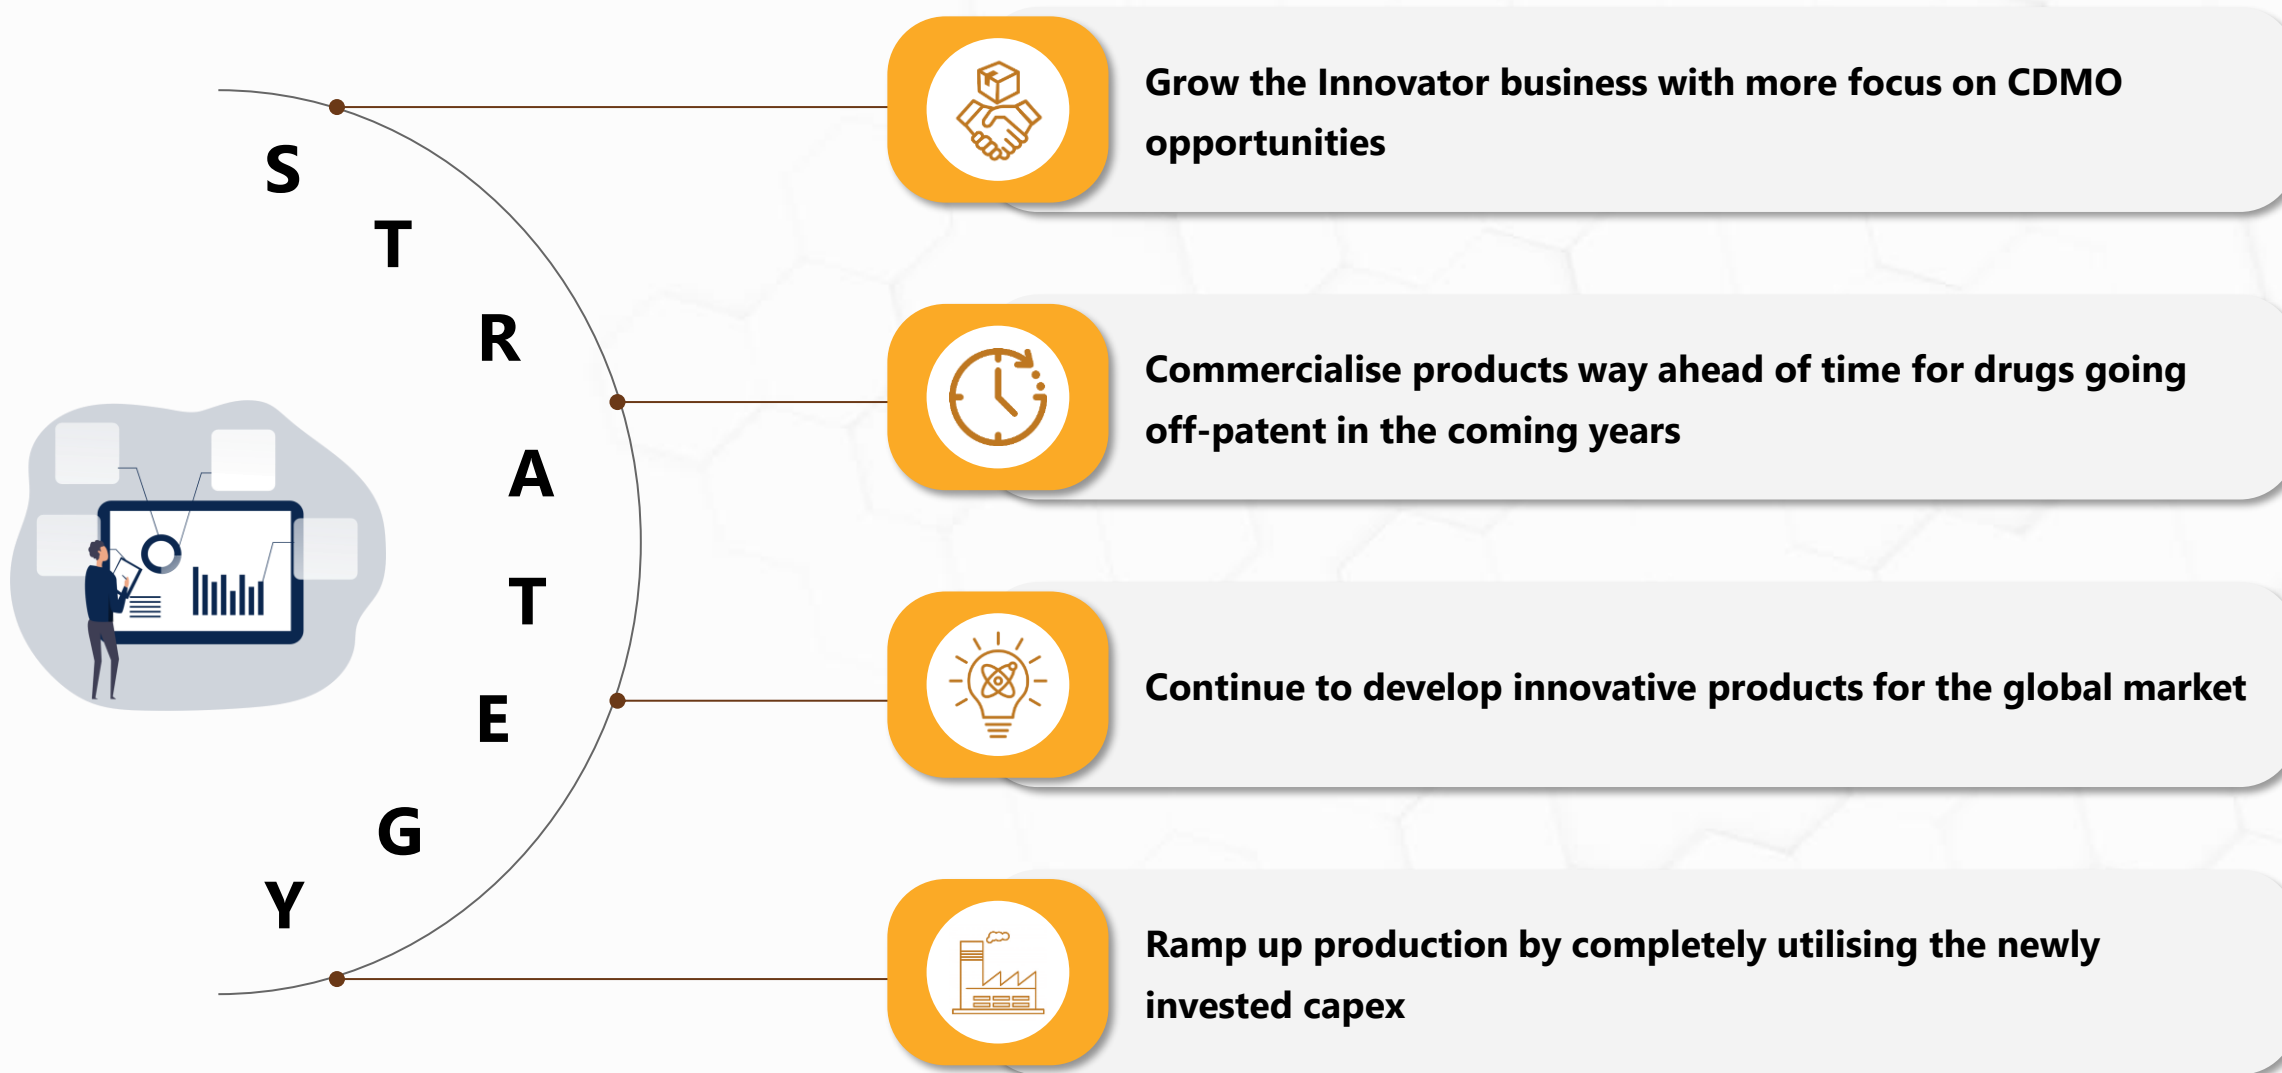 STRATEGY
Grow the Innovator business with more focus on CDMO
opportunities
Commercialise products way ahead of time for drugs going
off-patent in the coming years
Continue to develop innovative products for the global market
Ramp up production by completely utilising the newly
invested capex